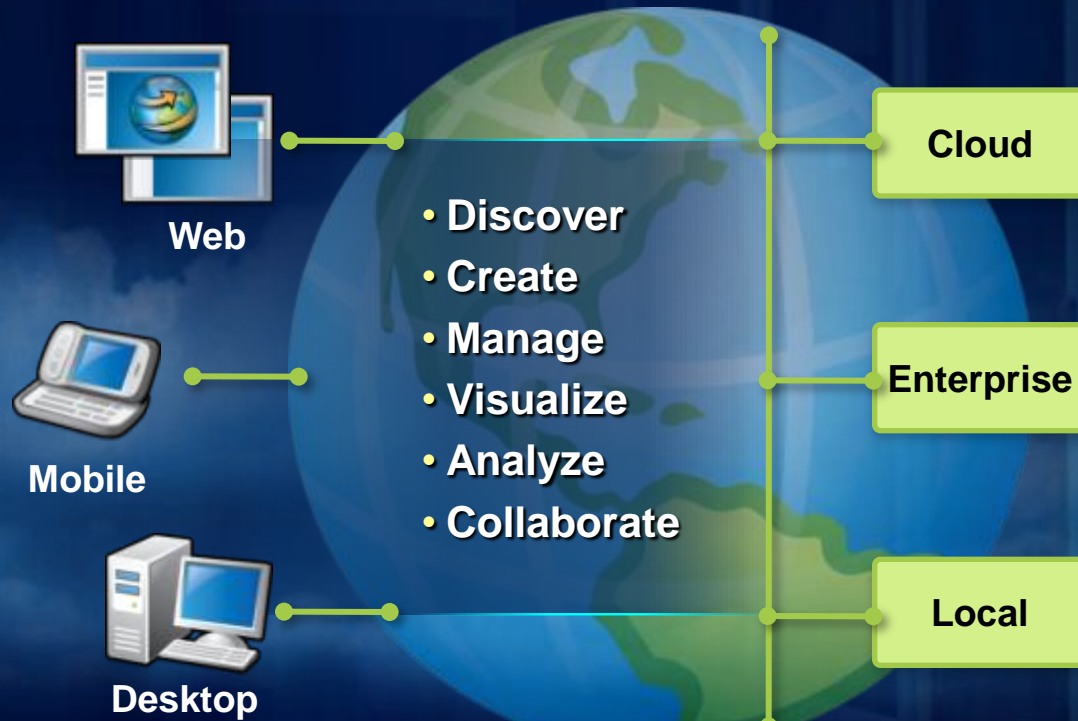 Web
Mobile
Desktop
• Discover
• Create
• Manage
• Visualize
• Analyze
• Collaborate
Cloud
Enterprise
Local